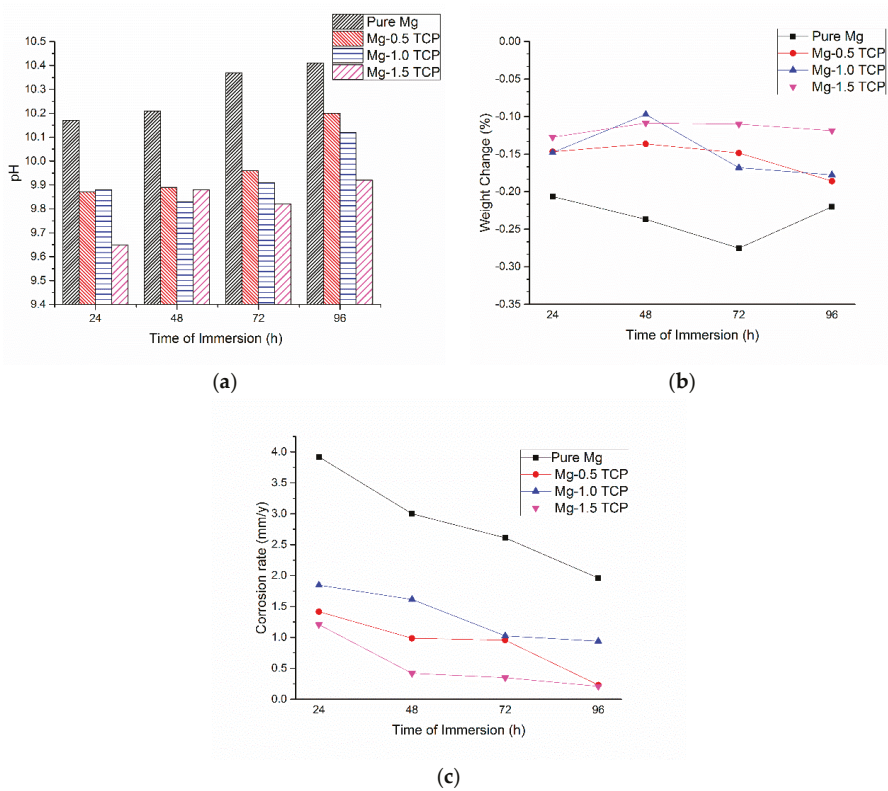 Pure Mg
Mg-0.5 TCP
Mg-1.0 TCP
Mg-1.5 TCP
10.5
10.4
10.3
10.2
10.1
10.0
9.9
9.8
9.7
9.6
9.5
9.4
pH
24 48 72 96
Time of Immersion (h)
(a)
Pure Mg
Mg-0.5 TCP
Mg-1.0 TCP
Mg-1.5 TCP
0.00
-0.05
-0.10
-0.15
-0.20
-0.25
-0.30
-0.35
Weight Change (%)
24 48 72 96
Time of Immersion (h)
(b)
Pure Mg
Mg-0.5 TCP
Mg-1.0 TCP
Mg-1.5 TCP
4.0
3.5
3.0
2.5
2.0
1.5
1.0
0.5
0.0
Corrosion rate (mm/y)
24 48 72 96
Time of Immersion (h)
(c)